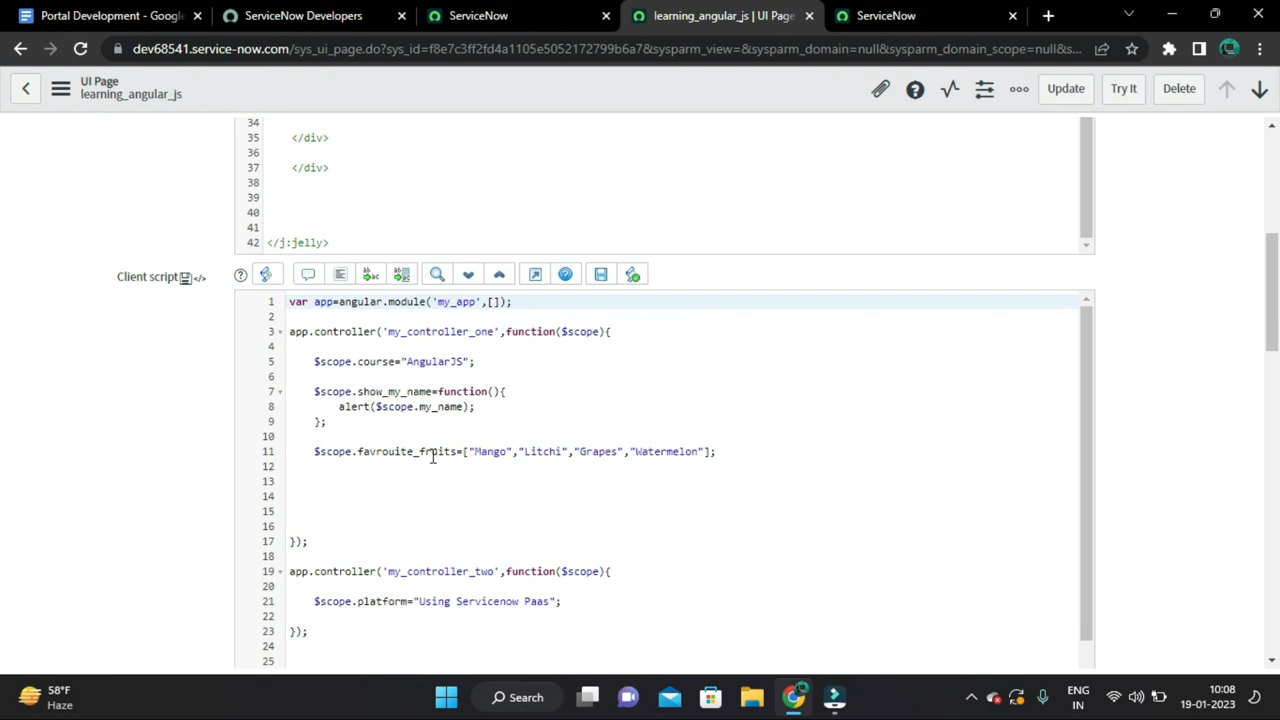 Portal Development - Google
ServiceNow Developers
ServiceNow
learning_angular_js | UI Page
ServiceNow
dev68541.service-now.com/sys_ui_page.do?sys_id=f8e7c3ff2fd4a1105e5052172799b6a7&sysparm_view=&sysparm_domain=null&sysparm_domain_scope=null&s...
UI Page
learning_angular_js
Update
Try It
Delete
34
35 </div>
36
37 </div>
38
39
40
41
42 </j:jelly>
Client script
1 var app=angular.module('my_app',[]);
2
3 app.controller('my_controller_one',function($scope){
4
5 $scope.course="AngularJS";
6
7 $scope.show_my_name=function(){
8 alert($scope.my_name);
9 };
10
11 $scope.favrouite_fruits=["Mango","Litchi","Grapes","Watermelon"];
12
13
14
15
16
17 });
18
19 app.controller('my_controller_two',function($scope){
20
21 $scope.platform="Using Servicenow Paas";
22
23 });
24
25
58°F
Haze
Search
ENG
IN
10:08
19-01-2023